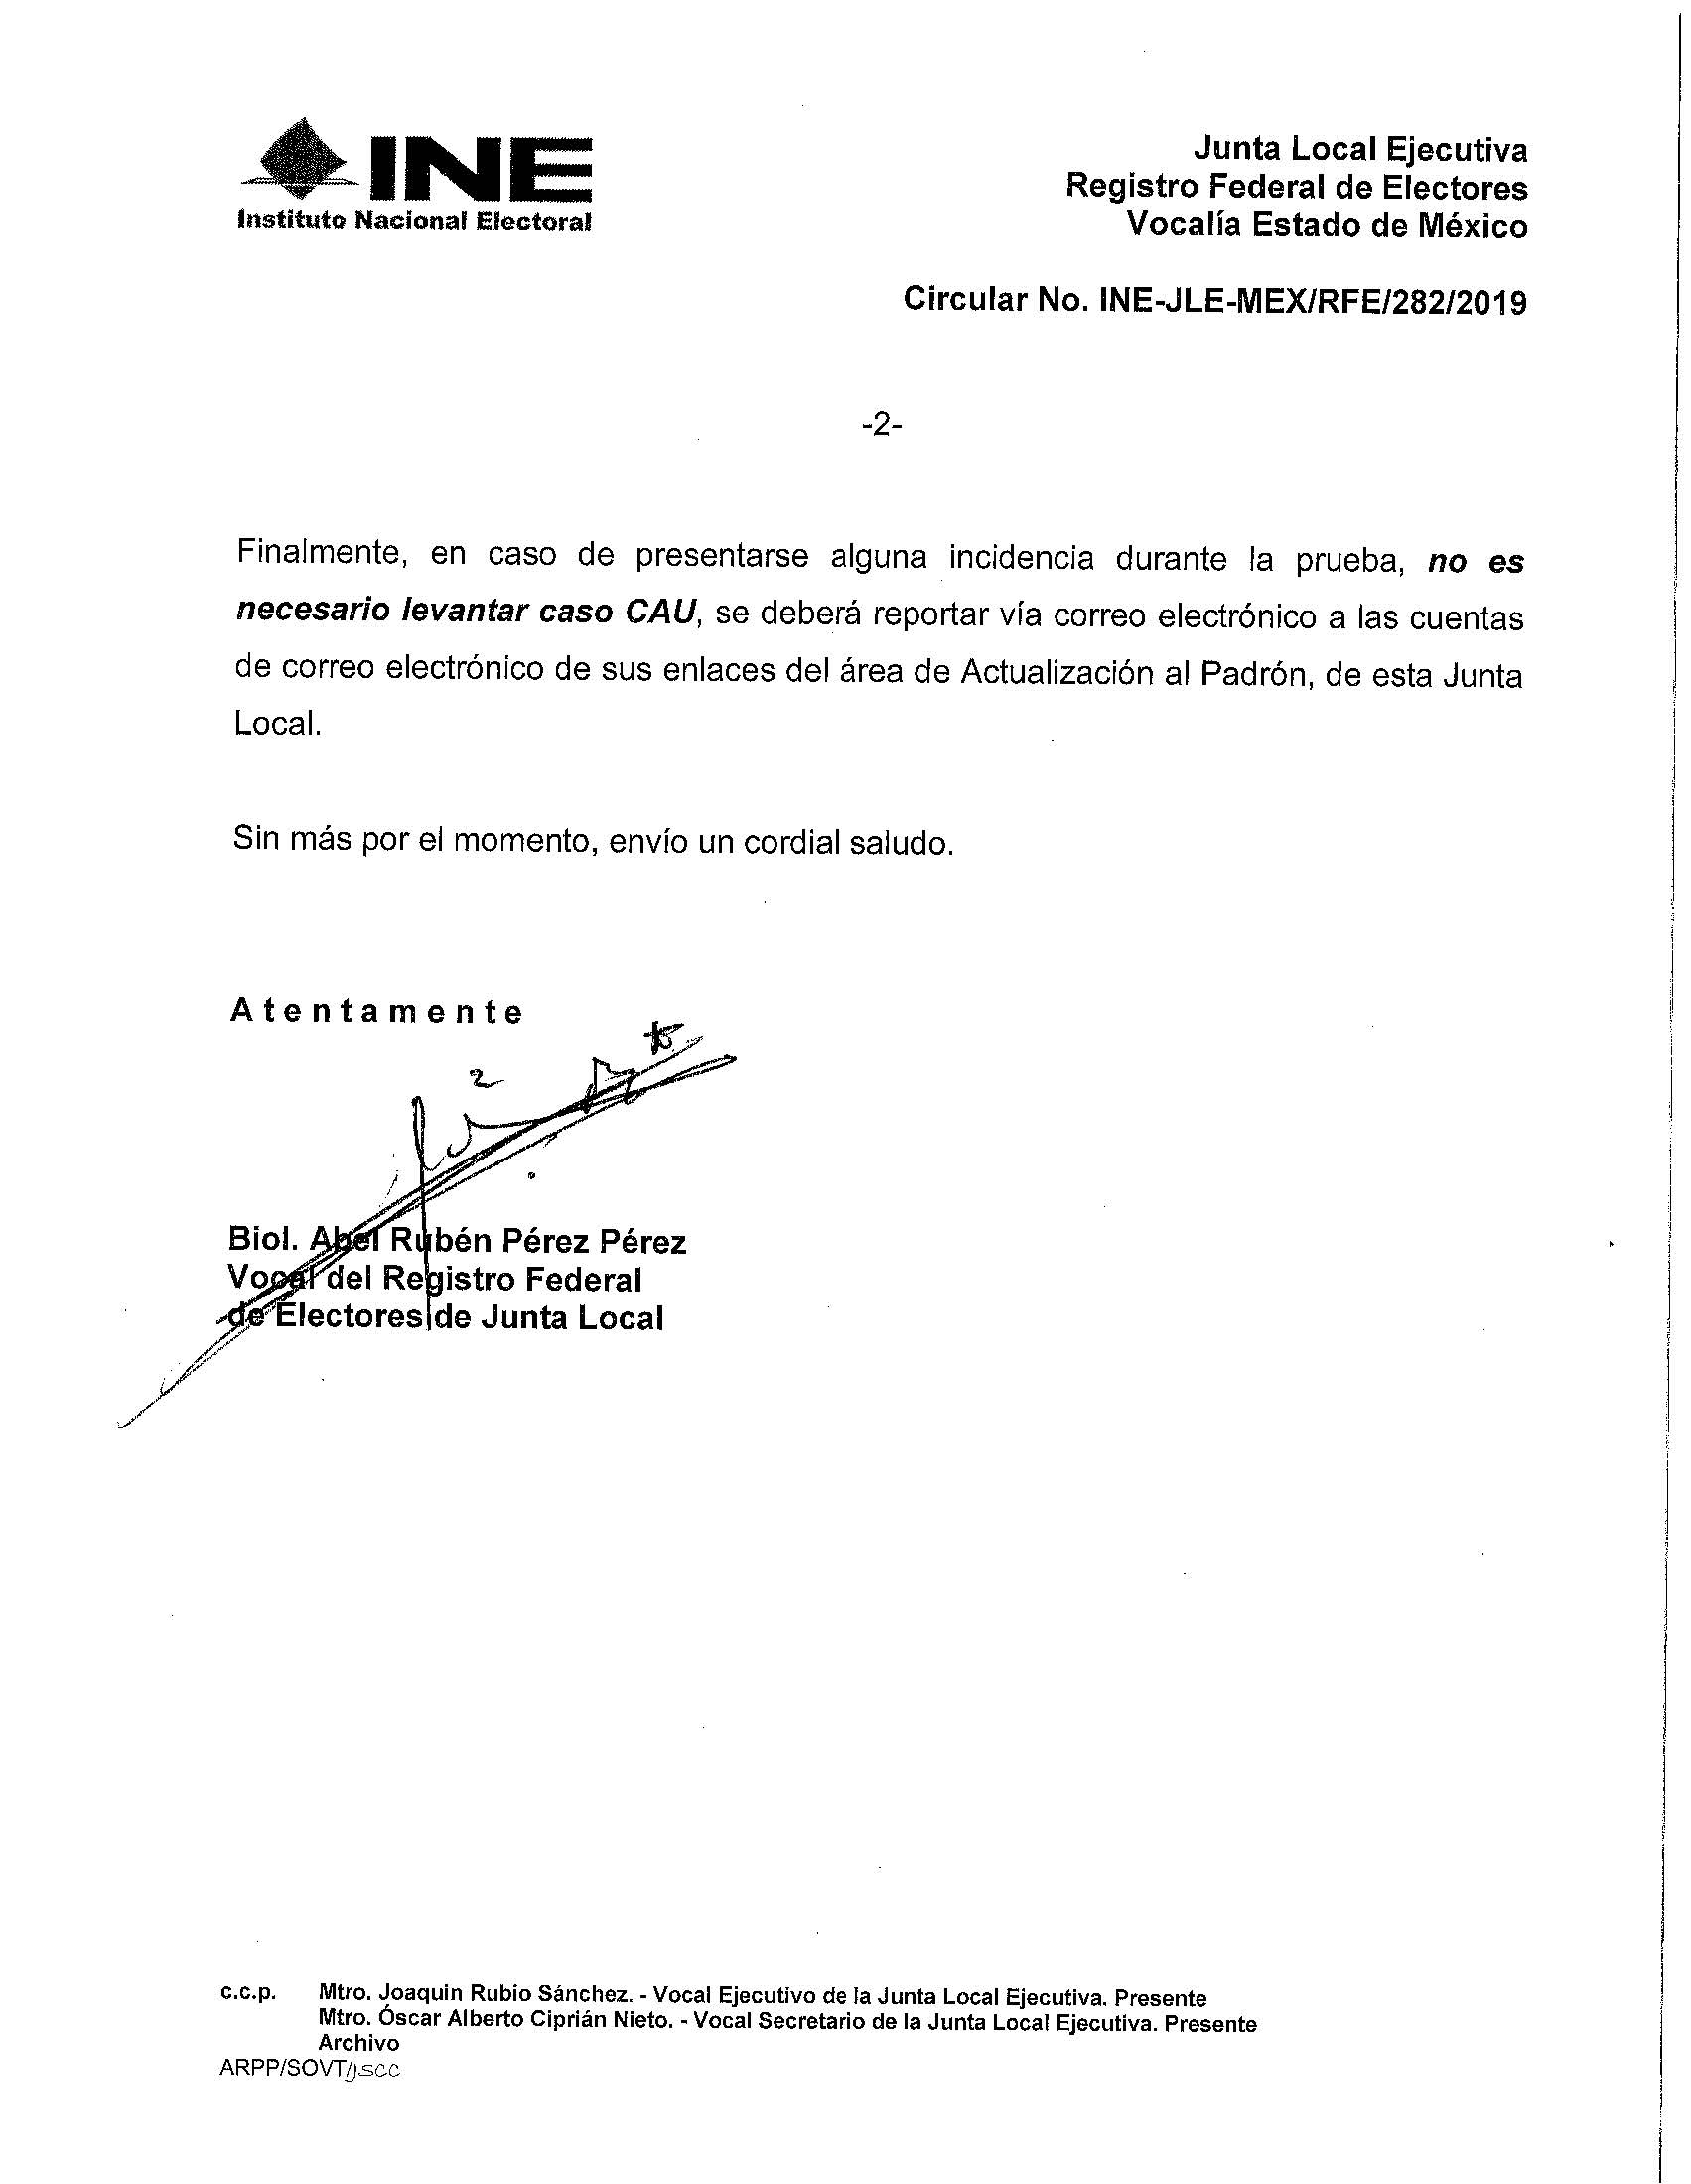 INE
Instituto Nacional Electoral
Junta Local Ejecutiva
Registro Federal de Electores
Vocalía Estado de México
Circular No. INE-JLE-MEX/RFE/282/2019
-2-
Finalmente, en caso de presentarse alguna incidencia durante la prueba, no es
necesario levantar caso CAU, se deberá reportar vía correo electrónico a las cuentas
de correo electrónico de sus enlaces del área de Actualización al Padrón, de esta Junta
Local.
Sin más por el momento, envío un cordial saludo.
Atentamente
Biol. Abel Rubén Pérez Pérez
Vocal del Registro Federal
de Electores de Junta Local
c.c.p. Mtro. Joaquin Rubio Sánchez. - Vocal Ejecutivo de la Junta Local Ejecutiva. Presente
Mtro. Óscar Alberto Ciprián Nieto. - Vocal Secretario de la Junta Local Ejecutiva. Presente
Archivo
ARPP/SOVT/jscc